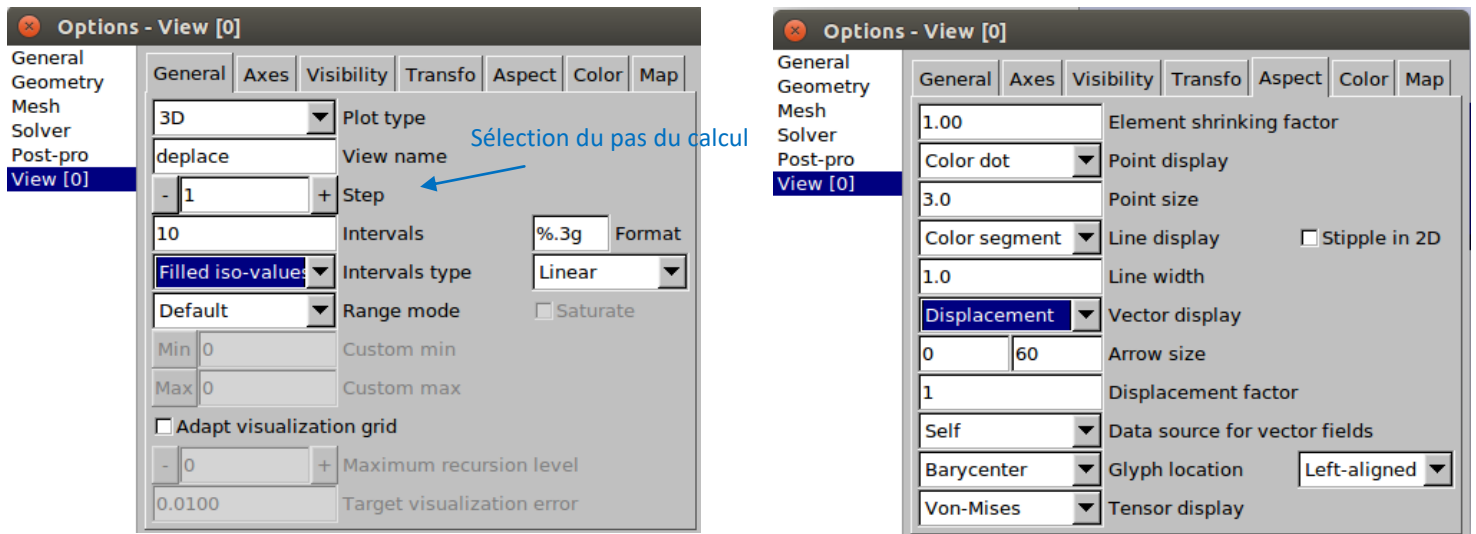 Options - View [0]
General
Geometry
Mesh
Solver
Post-pro
View [0]
General Axes Visibility Transfo Aspect Color Map
3D Plot type
Sélection du pas du calcul
deplace View name
- 1 + Step
10 Intervals %.3g Format
Filled iso-values Intervals type Linear
Default Range mode Saturate
Min 0 Custom min
Max 0 Custom max
Adapt visualization grid
- 0 + Maximum recursion level
0.0100 Target visualization error
Options - View [0]
General
Geometry
Mesh
Solver
Post-pro
View [0]
General Axes Visibility Transfo Aspect Color Map
1.00 Element shrinking factor
Color dot Point display
3.0 Point size
Color segment Line display Stipple in 2D
1.0 Line width
Displacement Vector display
0 60 Arrow size
1 Displacement factor
Self Data source for vector fields
Barycenter Glyph location Left-aligned
Von-Mises Tensor display